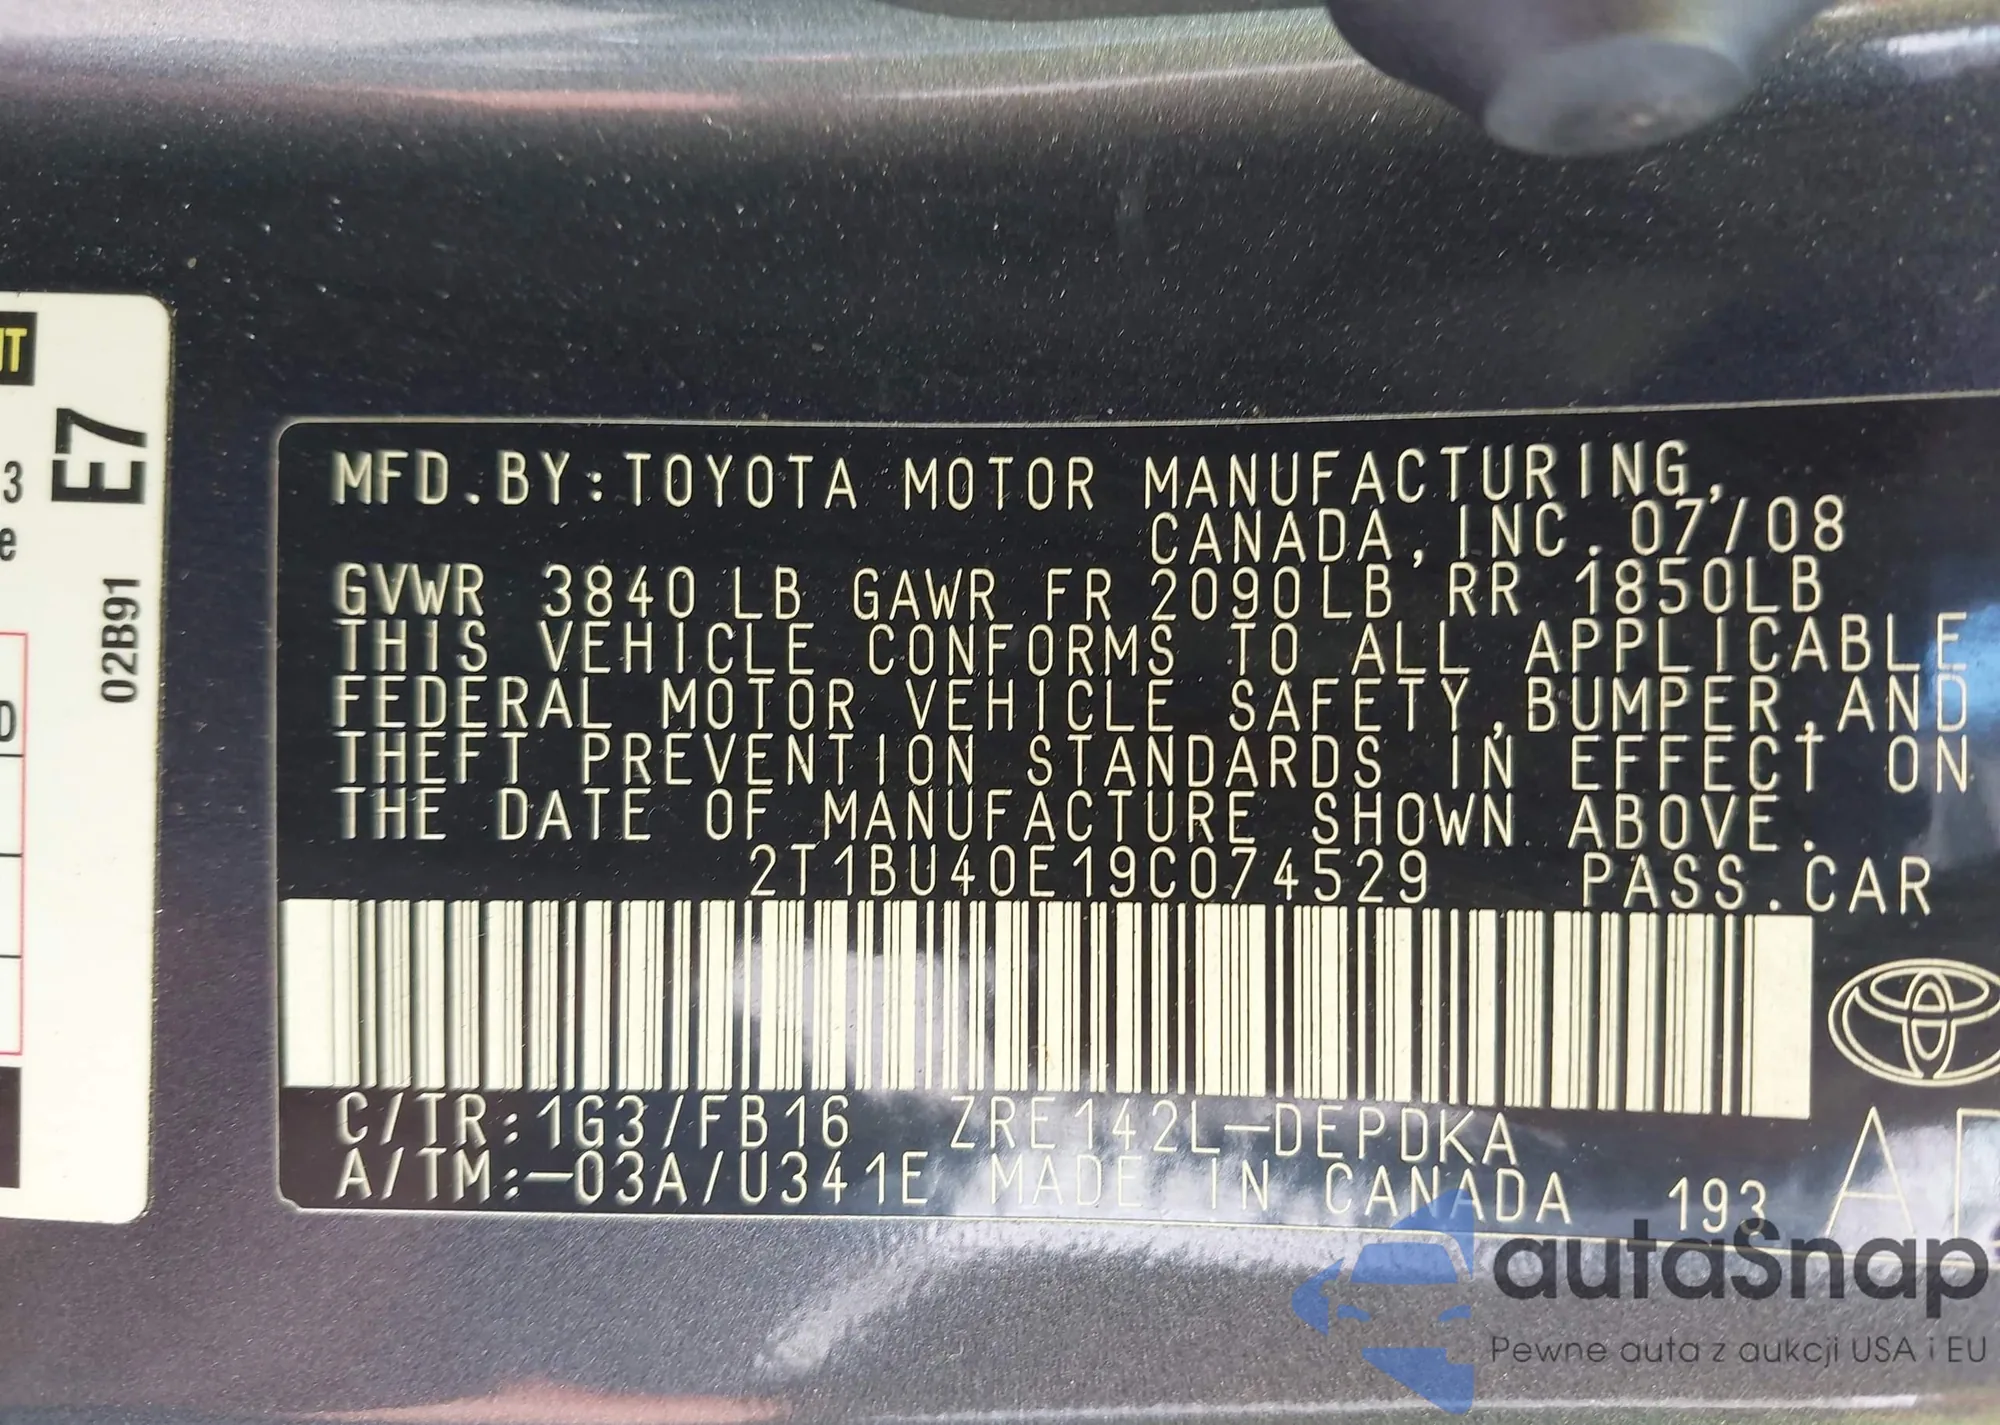 E7
02B91
3
e
MFD.BY:TOYOTA MOTOR MANUFACTURING,
CANADA,INC.07/08
GVWR 3840LB GAWR FR 2090LB RR 1850LB
THIS VEHICLE CONFORMS TO ALL APPLICABLE
FEDERAL MOTOR VEHICLE SAFETY,BUMPER,AND
THEFT PREVENTION STANDARDS IN EFFECT ON
THE DATE OF MANUFACTURE SHOWN ABOVE.
2T1BU40E19C074529 PASS.CAR
C/TR:1G3/FB16 ZRE142L-DEPDKA
A/TM:-03A/U341E MADE IN CANADA 193
autaSnap
Pewne auta z aukcji USA i EU